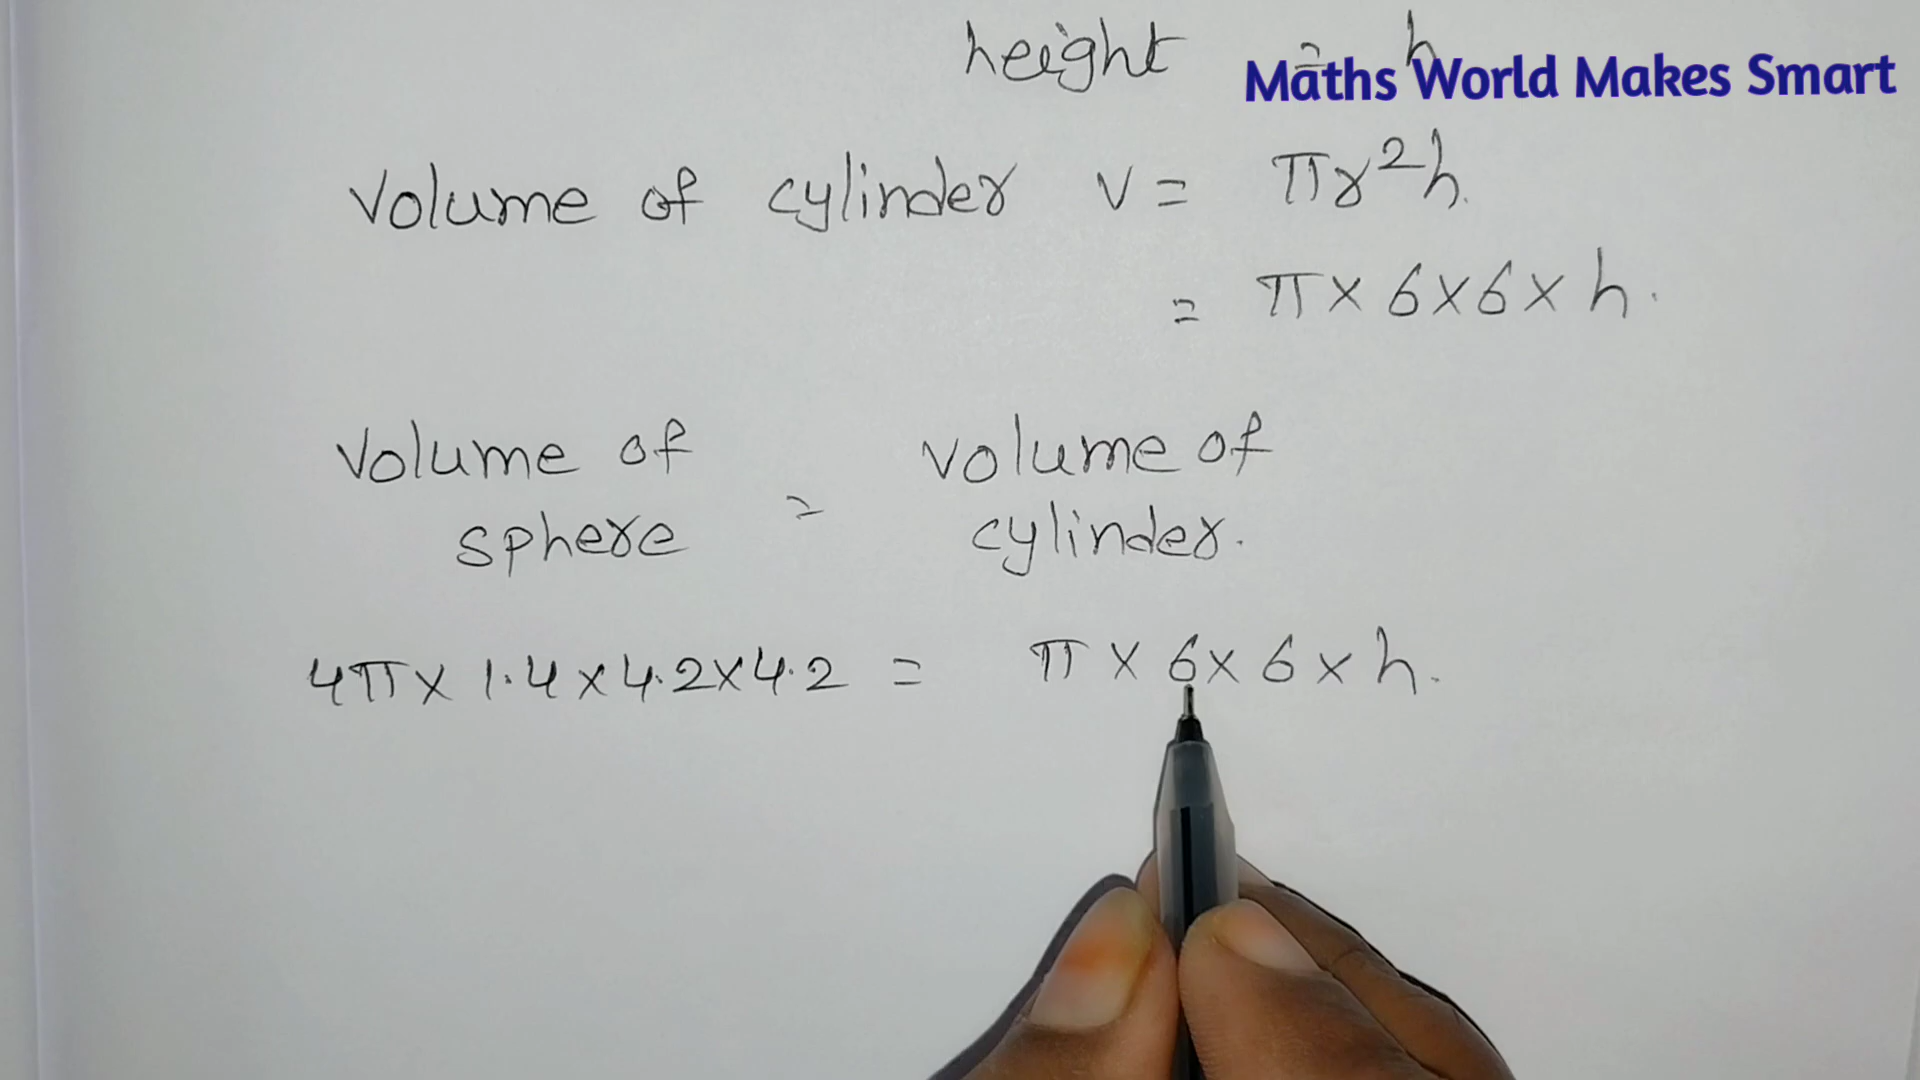 height = h
Maths World Makes Smart
Volume of cylinder V = πr²h.
= π × 6 × 6 × h.
Volume of volume of
sphere = cylinder.
4π × 1.4 × 4.2 × 4.2 = π × 6 × 6 × h.